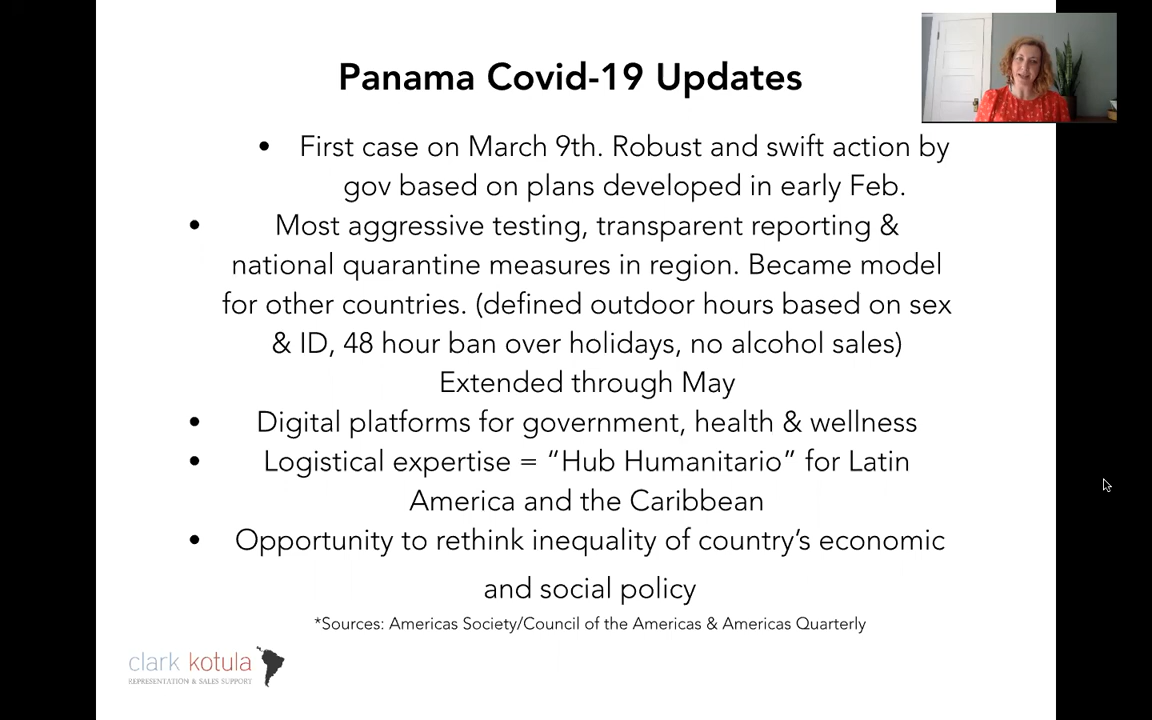 Panama Covid-19 Updates
• First case on March 9th. Robust and swift action by
gov based on plans developed in early Feb.
• Most aggressive testing, transparent reporting &
national quarantine measures in region. Became model
for other countries. (defined outdoor hours based on sex
& ID, 48 hour ban over holidays, no alcohol sales)
Extended through May
• Digital platforms for government, health & wellness
• Logistical expertise = “Hub Humanitario” for Latin
America and the Caribbean
• Opportunity to rethink inequality of country’s economic
and social policy
*Sources: Americas Society/Council of the Americas & Americas Quarterly
clark kotula
REPRESENTATION & SALES SUPPORT